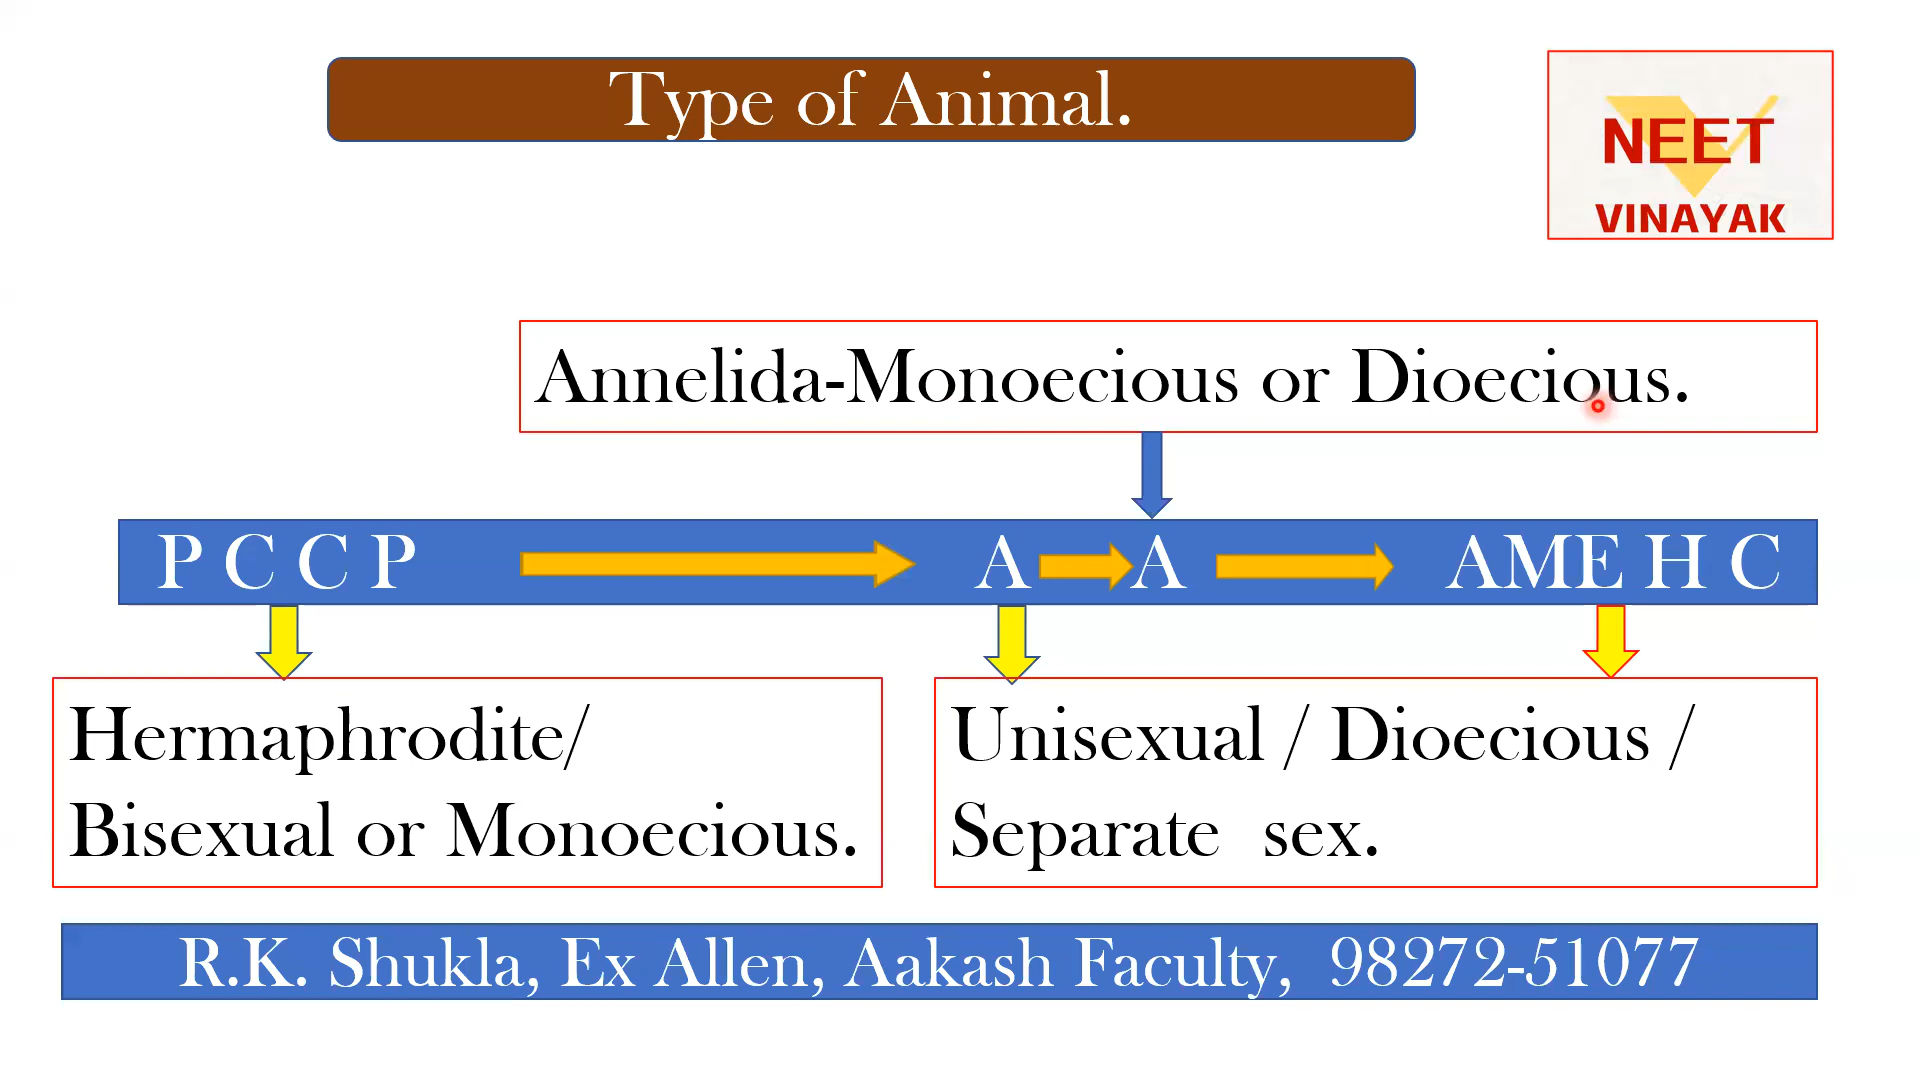 Type of Animal.
NEET
VINAYAK
Annelida-Monoecious or Dioecious.
P C C P A A AME H C
Hermaphrodite/
Bisexual or Monoecious.
Unisexual / Dioecious /
Separate sex.
R.K. Shukla, Ex Allen, Aakash Faculty, 98272-51077